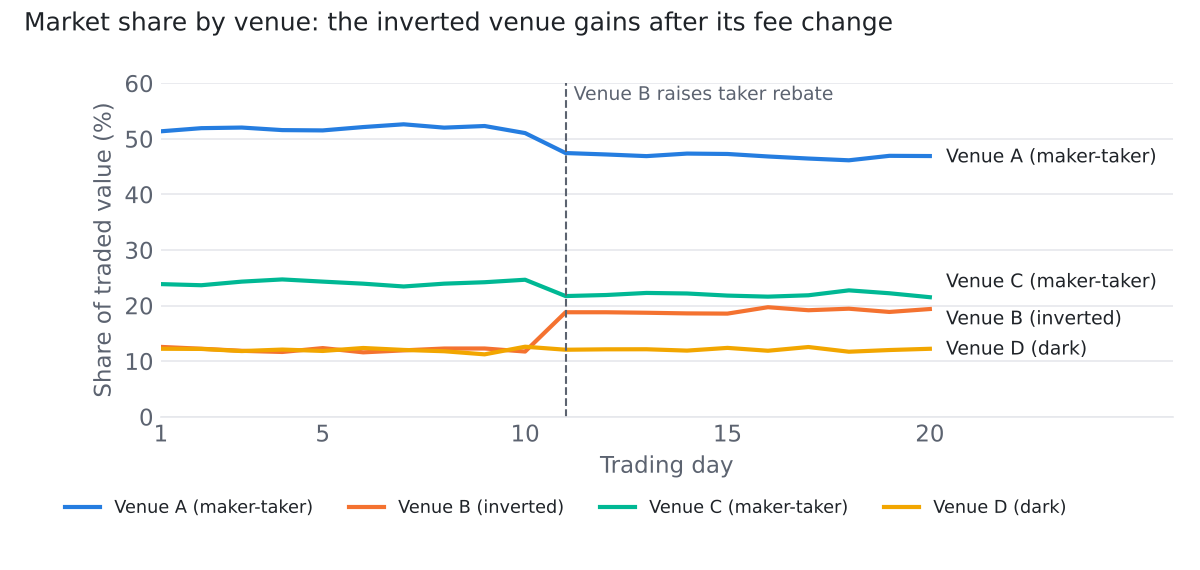 Market share by venue: the inverted venue gains after its fee change
Share of traded value (%)
60
50
40
30
20
10
0
Venue B raises taker rebate
Venue A (maker-taker)
Venue C (maker-taker)
Venue B (inverted)
Venue D (dark)
1 5 10 15 20
Trading day
Venue A (maker-taker) Venue B (inverted) Venue C (maker-taker) Venue D (dark)